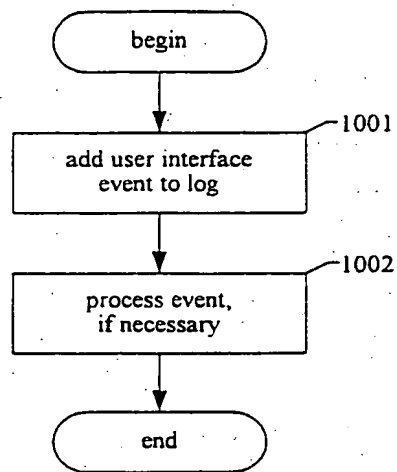 begin
1001
add user interface
event to log
1002
process event,
if necessary
end